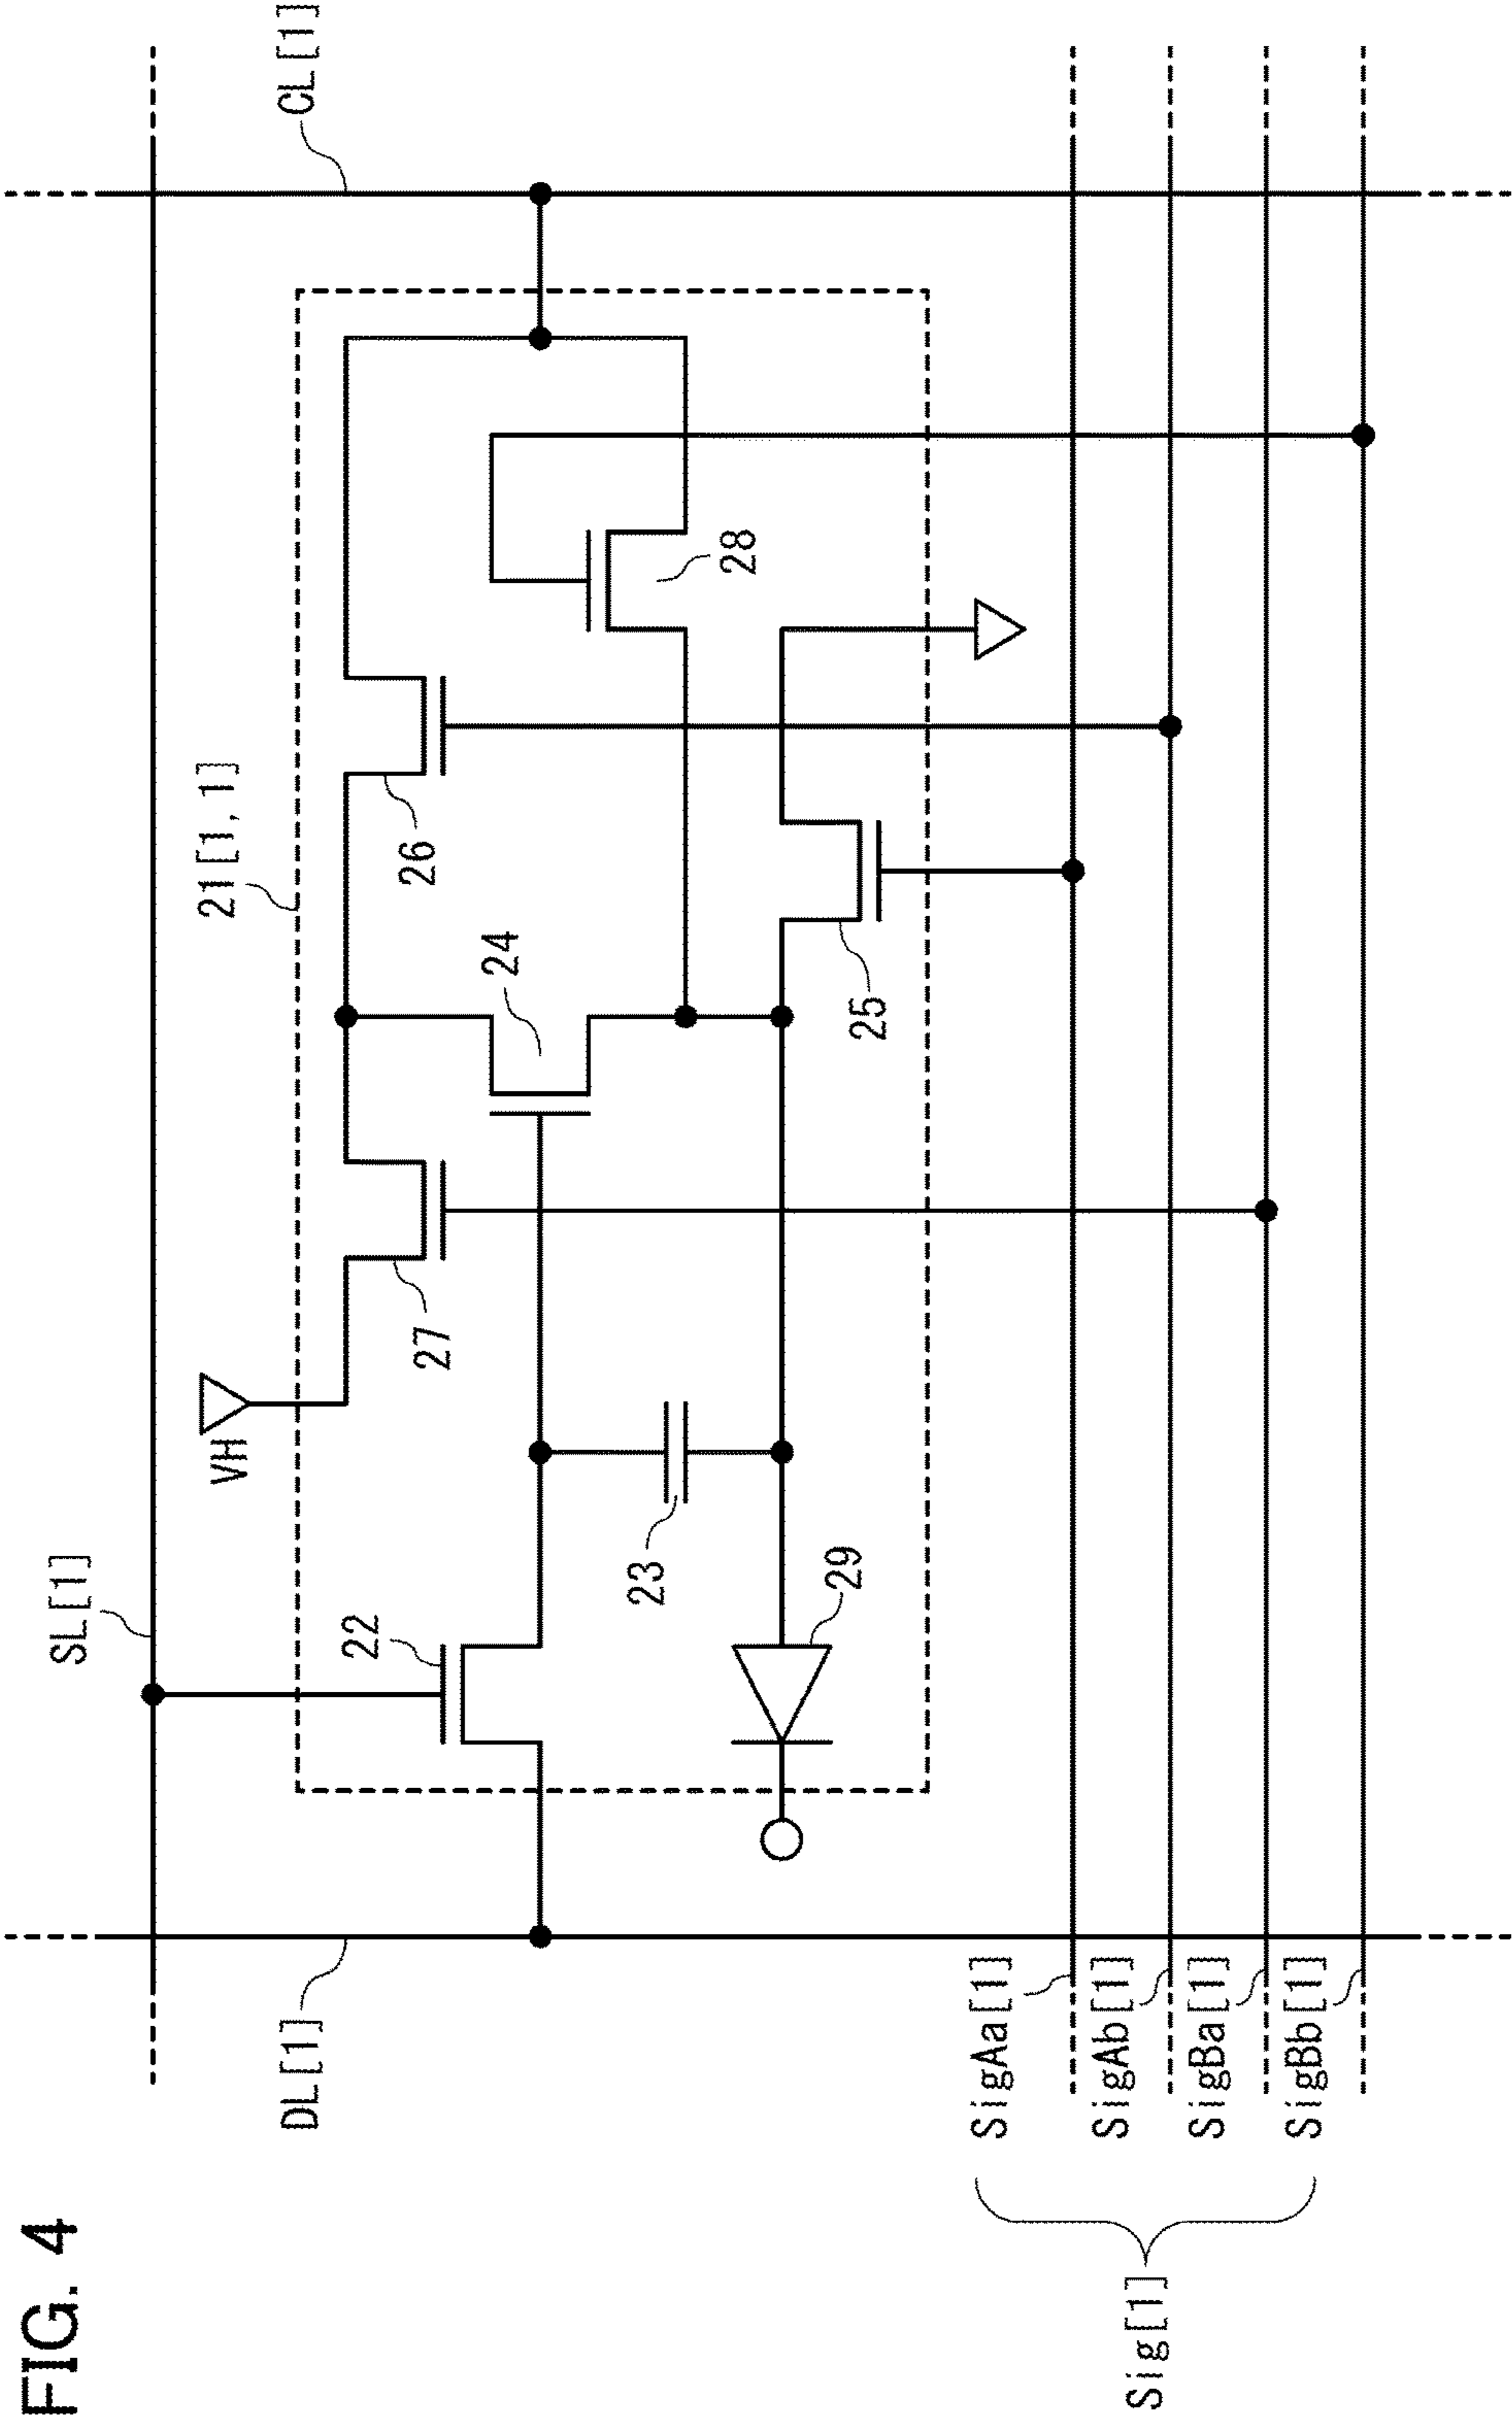 FIG. 4
SL[1]
DL[1]
CL[1]
VH
21[1,1]
22
23
24
25
26
27
28
29
SigAa[1]
SigAb[1]
SigBa[1]
SigBb[1]
Sig[1]